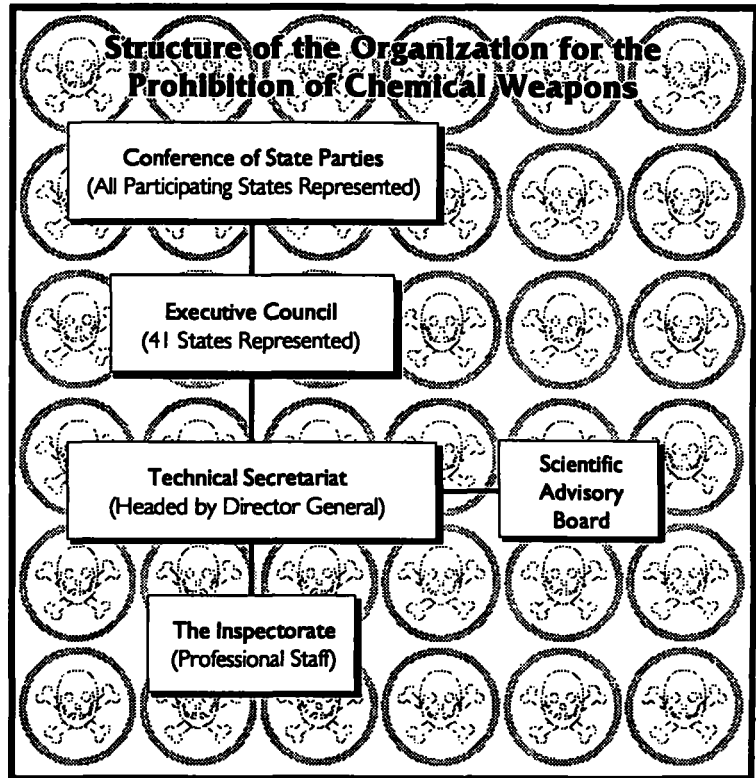 Structure of the Organization for the
Prohibition of Chemical Weapons
Conference of State Parties
(All Participating States Represented)
Executive Council
(41 States Represented)
Technical Secretariat
(Headed by Director General)
Scientific
Advisory
Board
The Inspectorate
(Professional Staff)